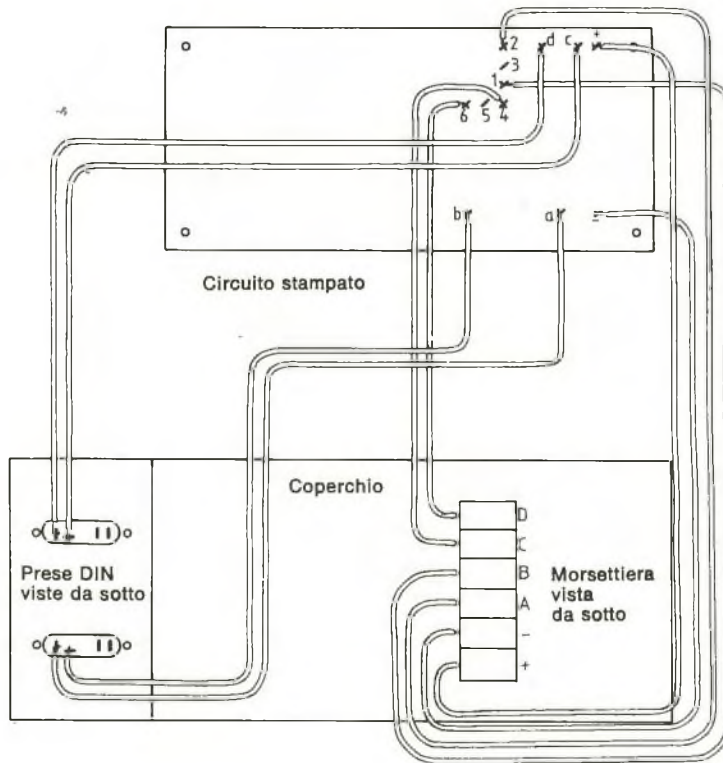 2 d c +
3
1
6 5 4
b a -
Circuito stampato
Coperchio
D
C
B
A
-
+
Prese DIN
viste da sotto
Morsettiera
vista
da sotto